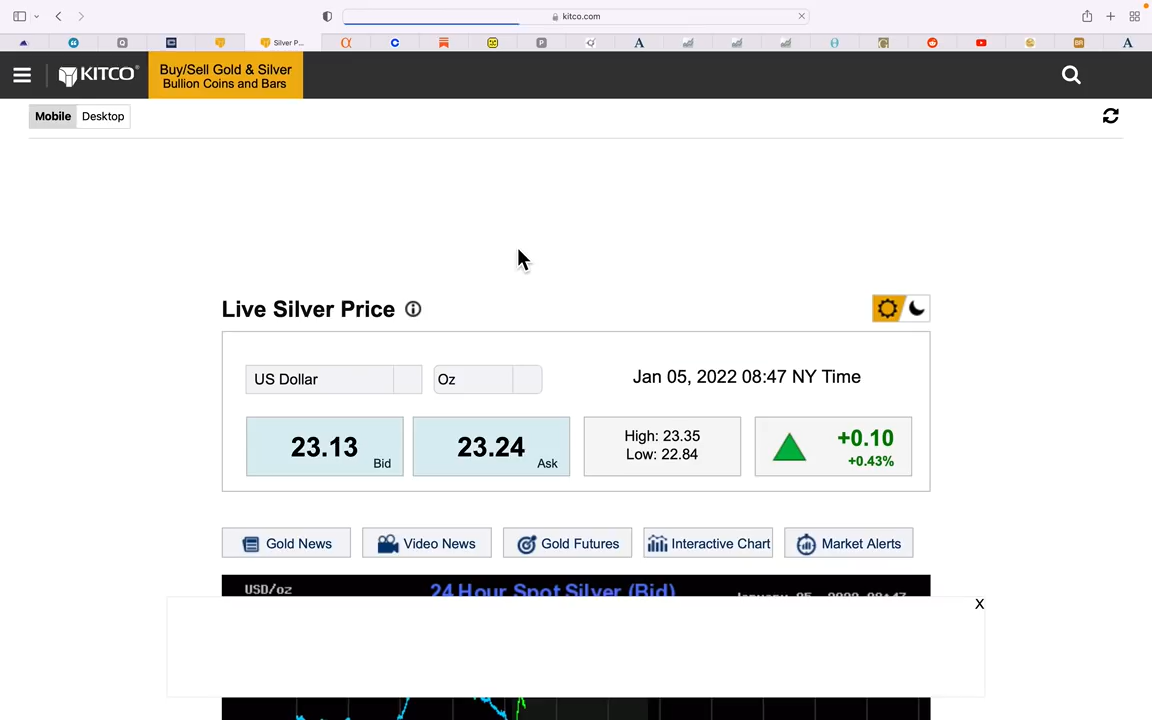 kitco.com
Silver P...
KITCO
Buy/Sell Gold & Silver
Bullion Coins and Bars
Mobile
Desktop
Live Silver Price
US Dollar
Oz
Jan 05, 2022 08:47 NY Time
23.13
Bid
23.24
Ask
High: 23.35
Low: 22.84
+0.10
+0.43%
Gold News
Video News
Gold Futures
Interactive Chart
Market Alerts
USD/oz
24 Hour Spot Silver (Bid)
X